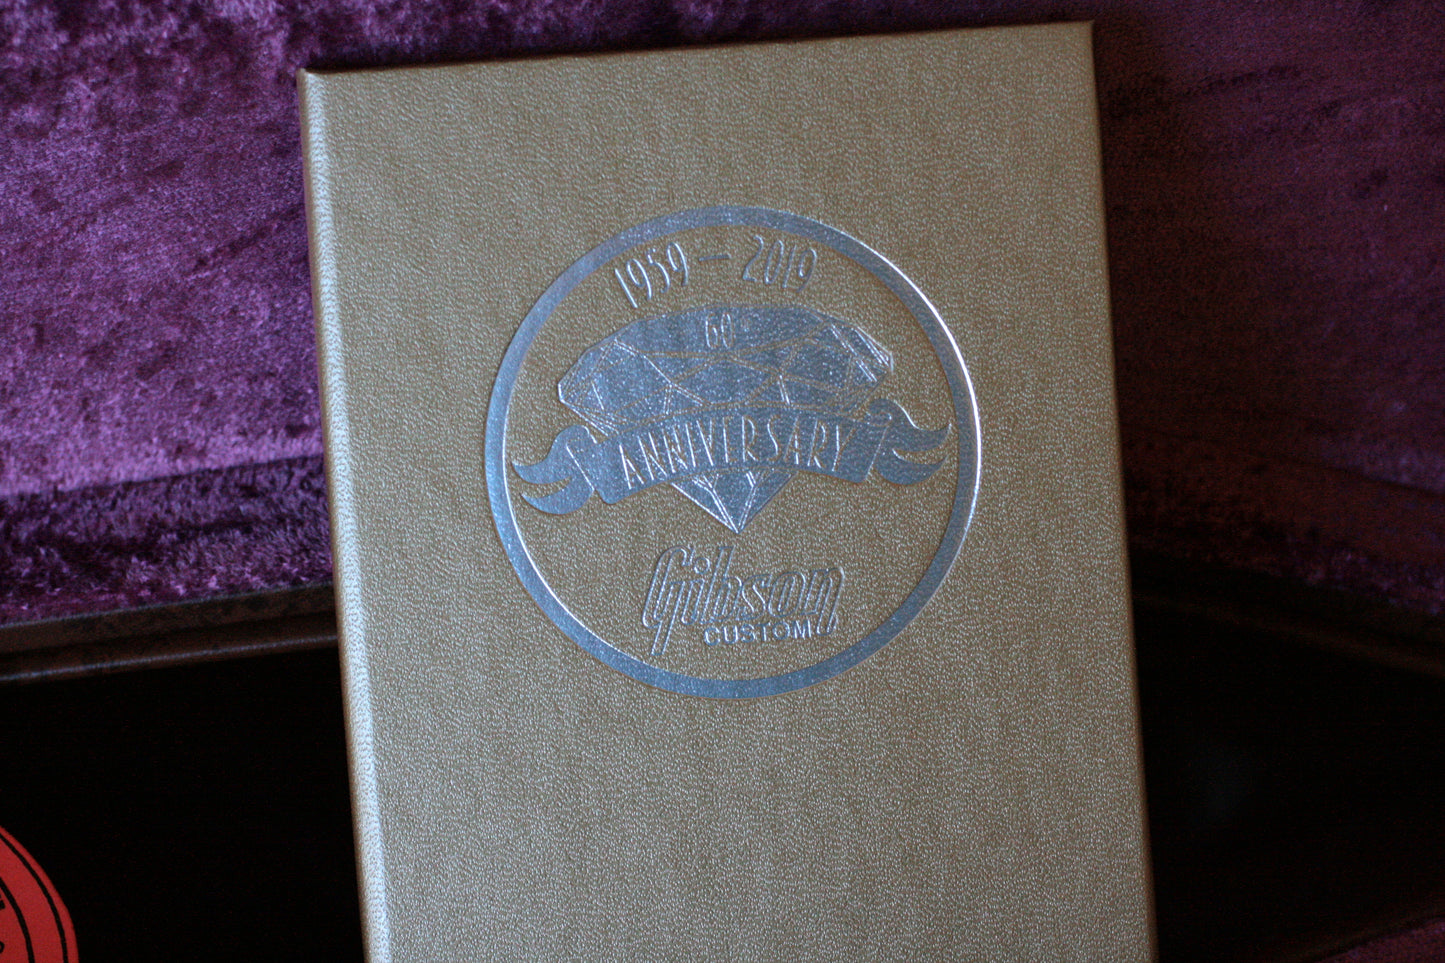 1959 — 2019
60
ANNIVERSARY
Gibson
CUSTOM